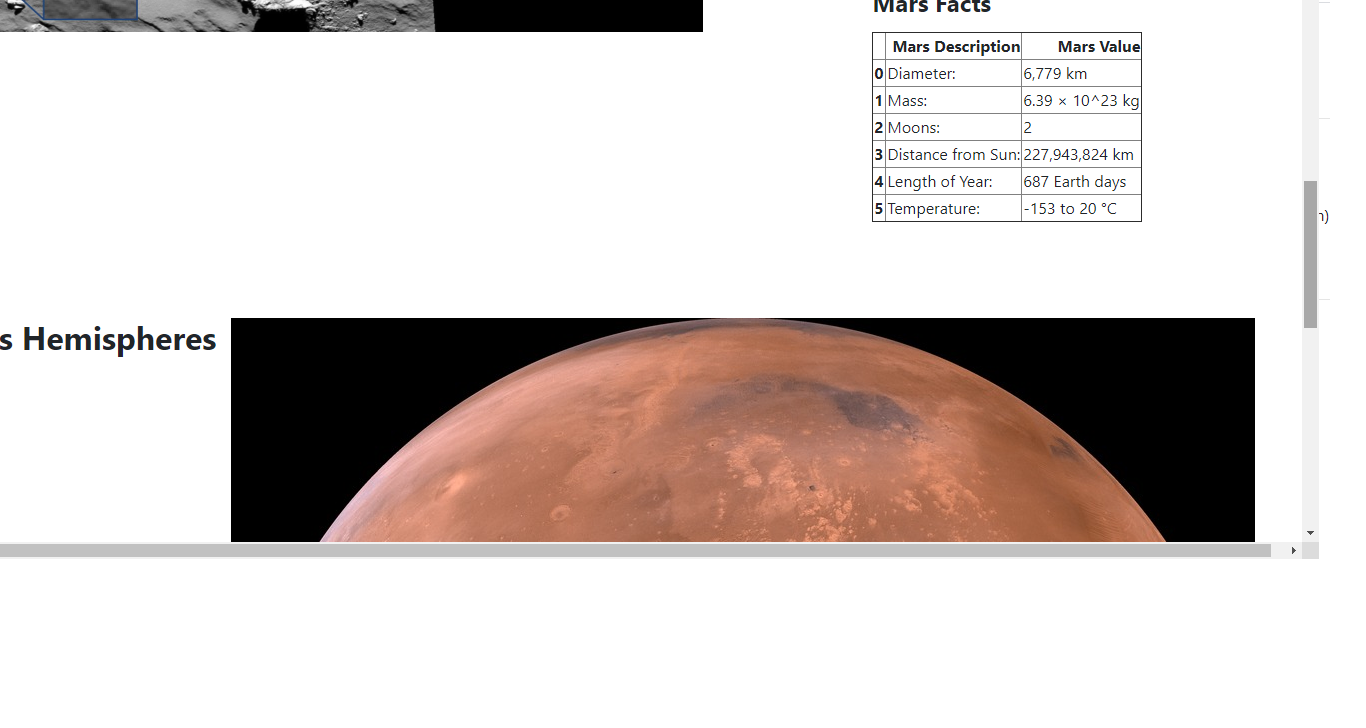 Mars Facts
Mars Description Mars Value
0 Diameter: 6,779 km
1 Mass: 6.39 × 10^23 kg
2 Moons: 2
3 Distance from Sun: 227,943,824 km
4 Length of Year: 687 Earth days
5 Temperature: -153 to 20 °C
s Hemispheres